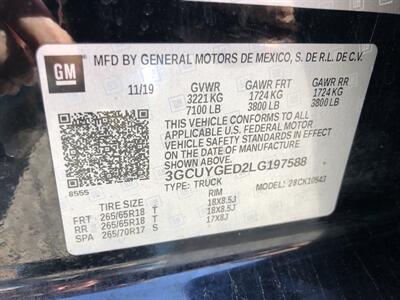 GM
MFD BY GENERAL MOTORS DE MEXICO, S. DE R.L. DE C.V.
11/19 GVWR GAWR FRT GAWR RR
3221 KG 1724 KG 1724 KG
7100 LB 3800 LB 3800 LB
THIS VEHICLE CONFORMS TO ALL
APPLICABLE U.S. FEDERAL MOTOR
VEHICLE SAFETY STANDARDS IN
EFFECT ON THE DATE OF MANUFACTURE
SHOWN ABOVE.
3GCUYGED2LG197588
8555 TYPE: TRUCK MODEL: 28CK10543
TIRE SIZE RIM
FRT 265/65R18 T 18X8.5J
RR 265/65R18 T 18X8.5J
SPA 265/70R17 S 17X8J